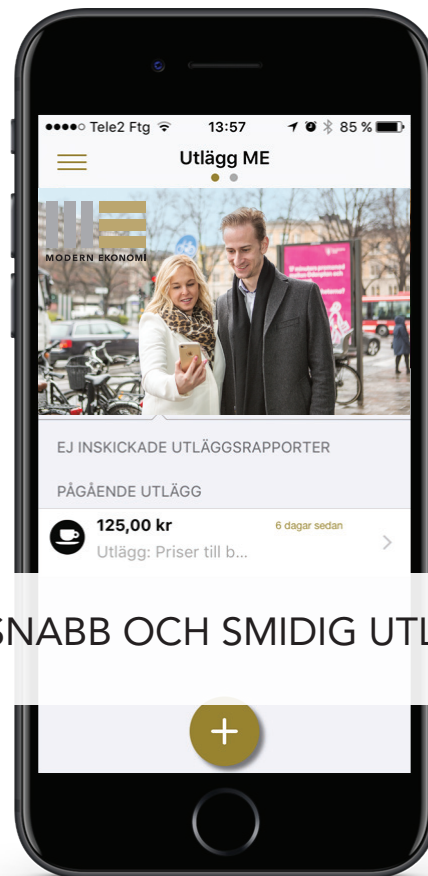 Tele2 Ftg 13:57 85 %
Utlägg ME
MODERN EKONOMI
EJ INSKICKADE UTLÄGGSRAPPORTER
PÅGÅENDE UTLÄGG
125,00 kr 6 dagar sedan
Utlägg: Priser till b...
SNABB OCH SMIDIG UTL